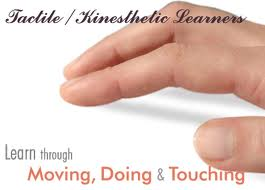 Tactile / Kinesthetic Learners
Learn through
Moving, Doing & Touching